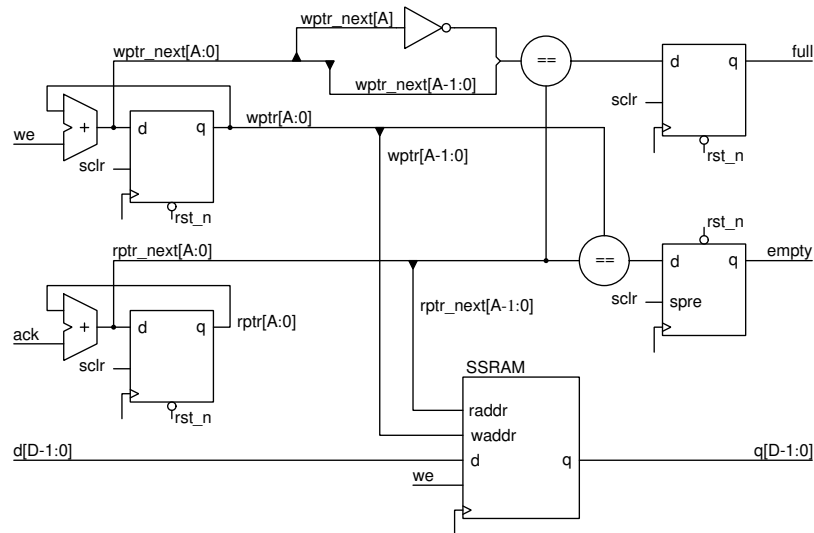 wptr_next[A]
wptr_next[A:0]
==
d
q
full
wptr_next[A-1:0]
sclr
+
d
q
wptr[A:0]
we
wptr[A-1:0]
sclr
rst_n
rst_n
rst_n
rptr_next[A:0]
==
d
q
empty
rptr_next[A-1:0]
sclr
spre
+
d
q
rptr[A:0]
ack
sclr
SSRAM
rst_n
raddr
waddr
d[D-1:0]
d
q
q[D-1:0]
we